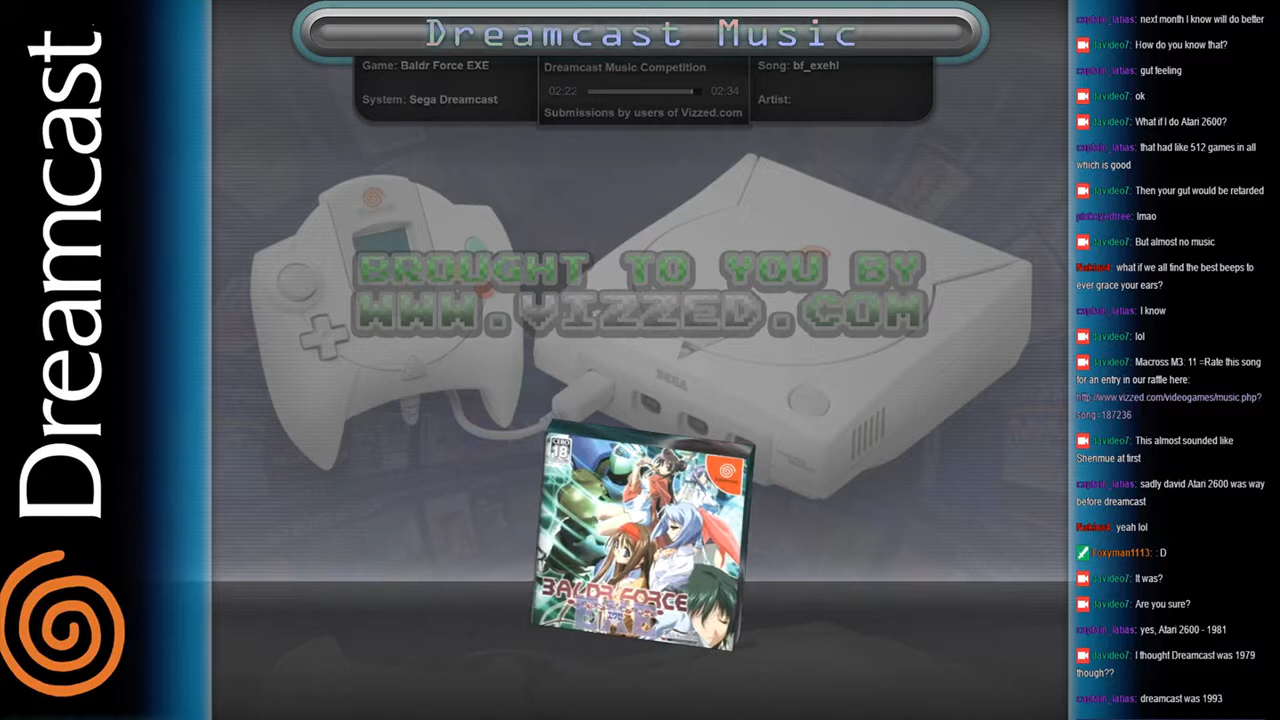 Dreamcast
Dreamcast Music
Game: Baldr Force EXE
System: Sega Dreamcast
Dreamcast Music Competition
02:22 02:34
Submissions by users of Vizzed.com
Song: bf_exehl
Artist:
BROUGHT TO YOU BY
WWW.VIZZED.COM
SEGA
CERO
18
BALDR FORCE
EXE
captain_latias: next month I know will do better
davideo7: How do you know that?
captain_latias: gut feeling
davideo7: ok
davideo7: What if I do Atari 2600?
captain_latias: that had like 512 games in all
which is good
davideo7: Then your gut would be retarded
lmao
davideo7: But almost no music
what if we all find the best beeps to
ever grace your ears?
captain_latias: I know
davideo7: lol
davideo7: Macross M3. 11 =Rate this song
for an entry in our raffle here:
http://www.vizzed.com/videogames/music.php?
song=187236
davideo7: This almost sounded like
Shenmue at first
captain_latias: sadly david Atari 2600 was way
before dreamcast
yeah lol
Foxyman1113: : D
davideo7: It was?
davideo7: Are you sure?
captain_latias: yes, Atari 2600 - 1981
davideo7: I thought Dreamcast was 1979
though??
captain_latias: dreamcast was 1993